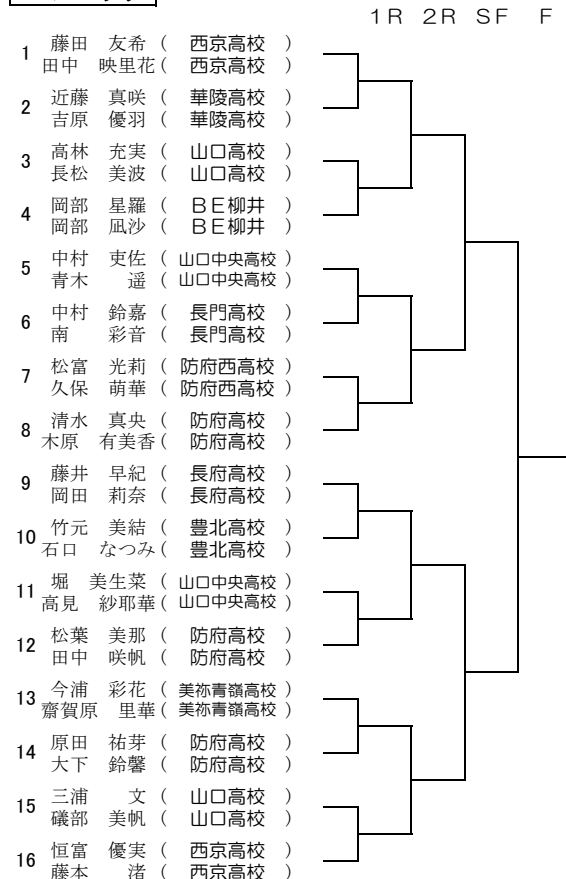 1R 2R SF F
1 藤田 友希 ( 西京高校 )
田中 映里花 ( 西京高校 )
2 近藤 真咲 ( 華陵高校 )
吉原 優羽 ( 華陵高校 )
3 高林 充実 ( 山口高校 )
長松 美波 ( 山口高校 )
4 岡部 星羅 ( BE柳井 )
岡部 凪沙 ( BE柳井 )
5 中村 吏佐 ( 山口中央高校 )
青木 遥 ( 山口中央高校 )
6 中村 鈴嘉 ( 長門高校 )
南 彩音 ( 長門高校 )
7 松富 光莉 ( 防府西高校 )
久保 萌華 ( 防府西高校 )
8 清水 真央 ( 防府高校 )
木原 有美香 ( 防府高校 )
9 藤井 早紀 ( 長府高校 )
岡田 莉奈 ( 長府高校 )
10 竹元 美結 ( 豊北高校 )
石口 なつみ ( 豊北高校 )
11 堀 美生菜 ( 山口中央高校 )
高見 紗耶華 ( 山口中央高校 )
12 松葉 美那 ( 防府高校 )
田中 咲帆 ( 防府高校 )
13 今浦 彩花 ( 美祢青嶺高校 )
齋賀原 里華 ( 美祢青嶺高校 )
14 原田 祐芽 ( 防府高校 )
大下 鈴馨 ( 防府高校 )
15 三浦 文 ( 山口高校 )
礒部 美帆 ( 山口高校 )
16 恒富 優実 ( 西京高校 )
藤本 渚 ( 西京高校 )